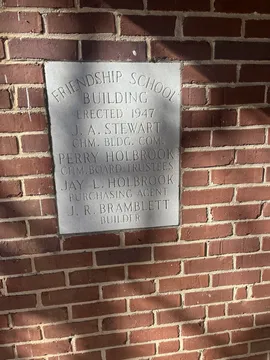 FRIENDSHIP SCHOOL
BUILDING
ERECTED 1947
J. A. STEWART
CHM. BLDG. COM.
PERRY HOLBROOK
CHM. BOARD TRUSTEES
JAY L. HOLBROOK
PURCHASING AGENT
J. R. BRAMBLETT
BUILDER